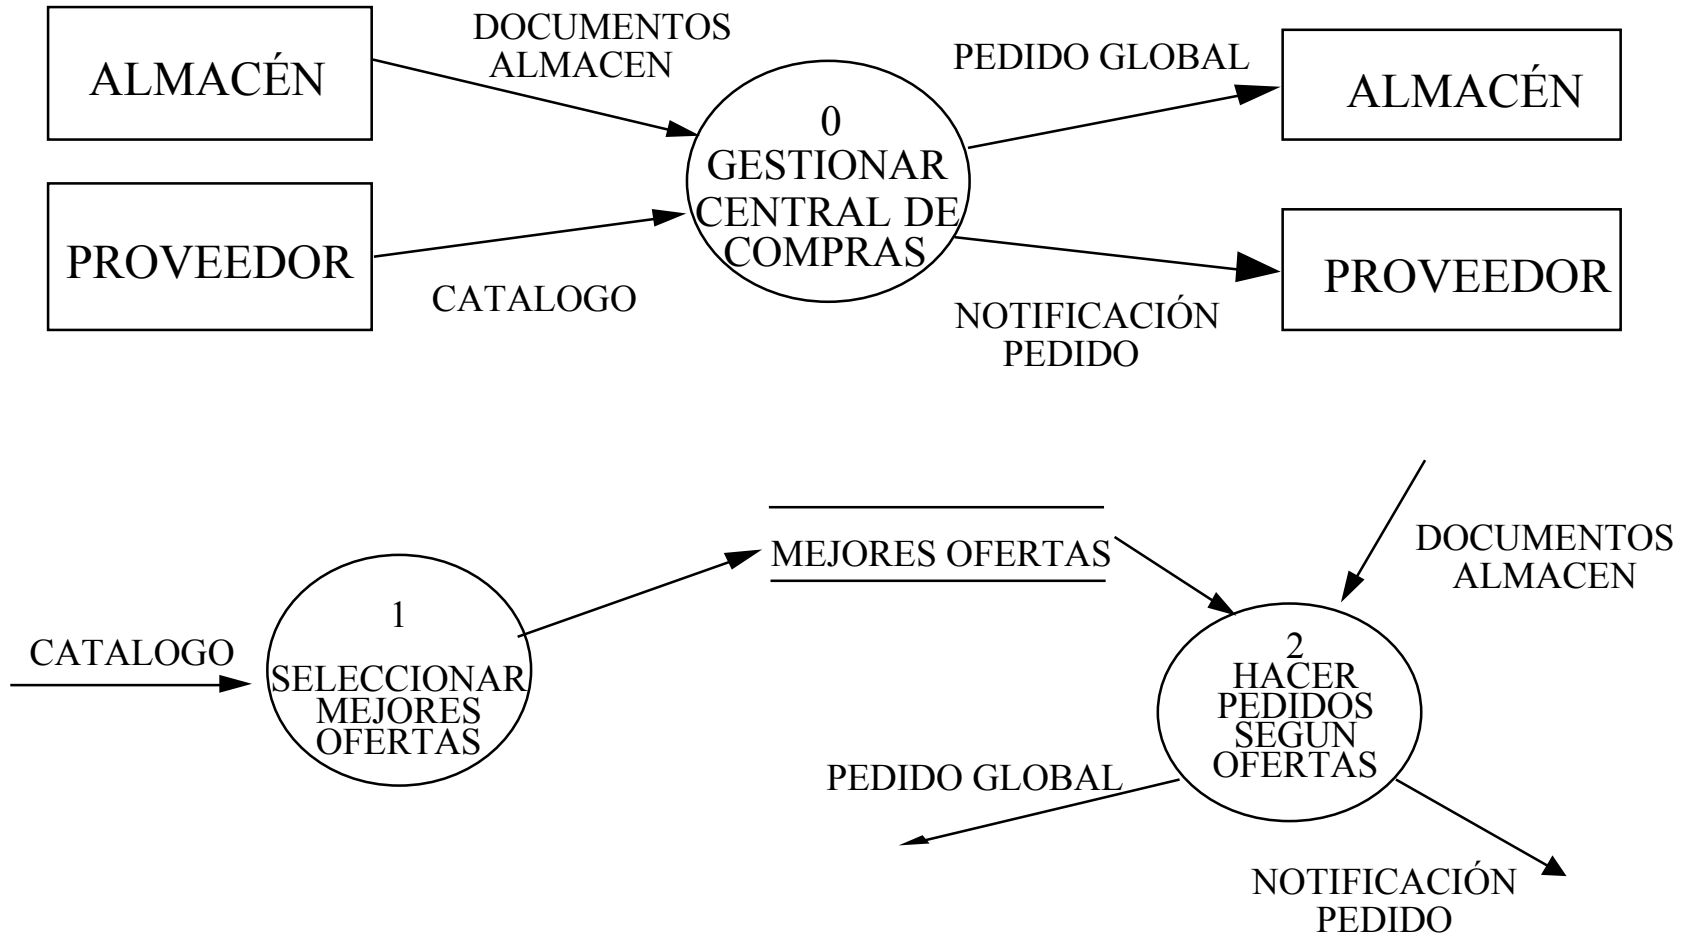 DOCUMENTOS
ALMACEN
ALMACÉN
PEDIDO GLOBAL
ALMACÉN
0
GESTIONAR
CENTRAL DE
COMPRAS
PROVEEDOR
CATALOGO
PROVEEDOR
NOTIFICACIÓN
PEDIDO
CATALOGO
1
SELECCIONAR
MEJORES
OFERTAS
MEJORES OFERTAS
DOCUMENTOS
ALMACEN
2
HACER
PEDIDOS
SEGUN
OFERTAS
PEDIDO GLOBAL
NOTIFICACIÓN
PEDIDO